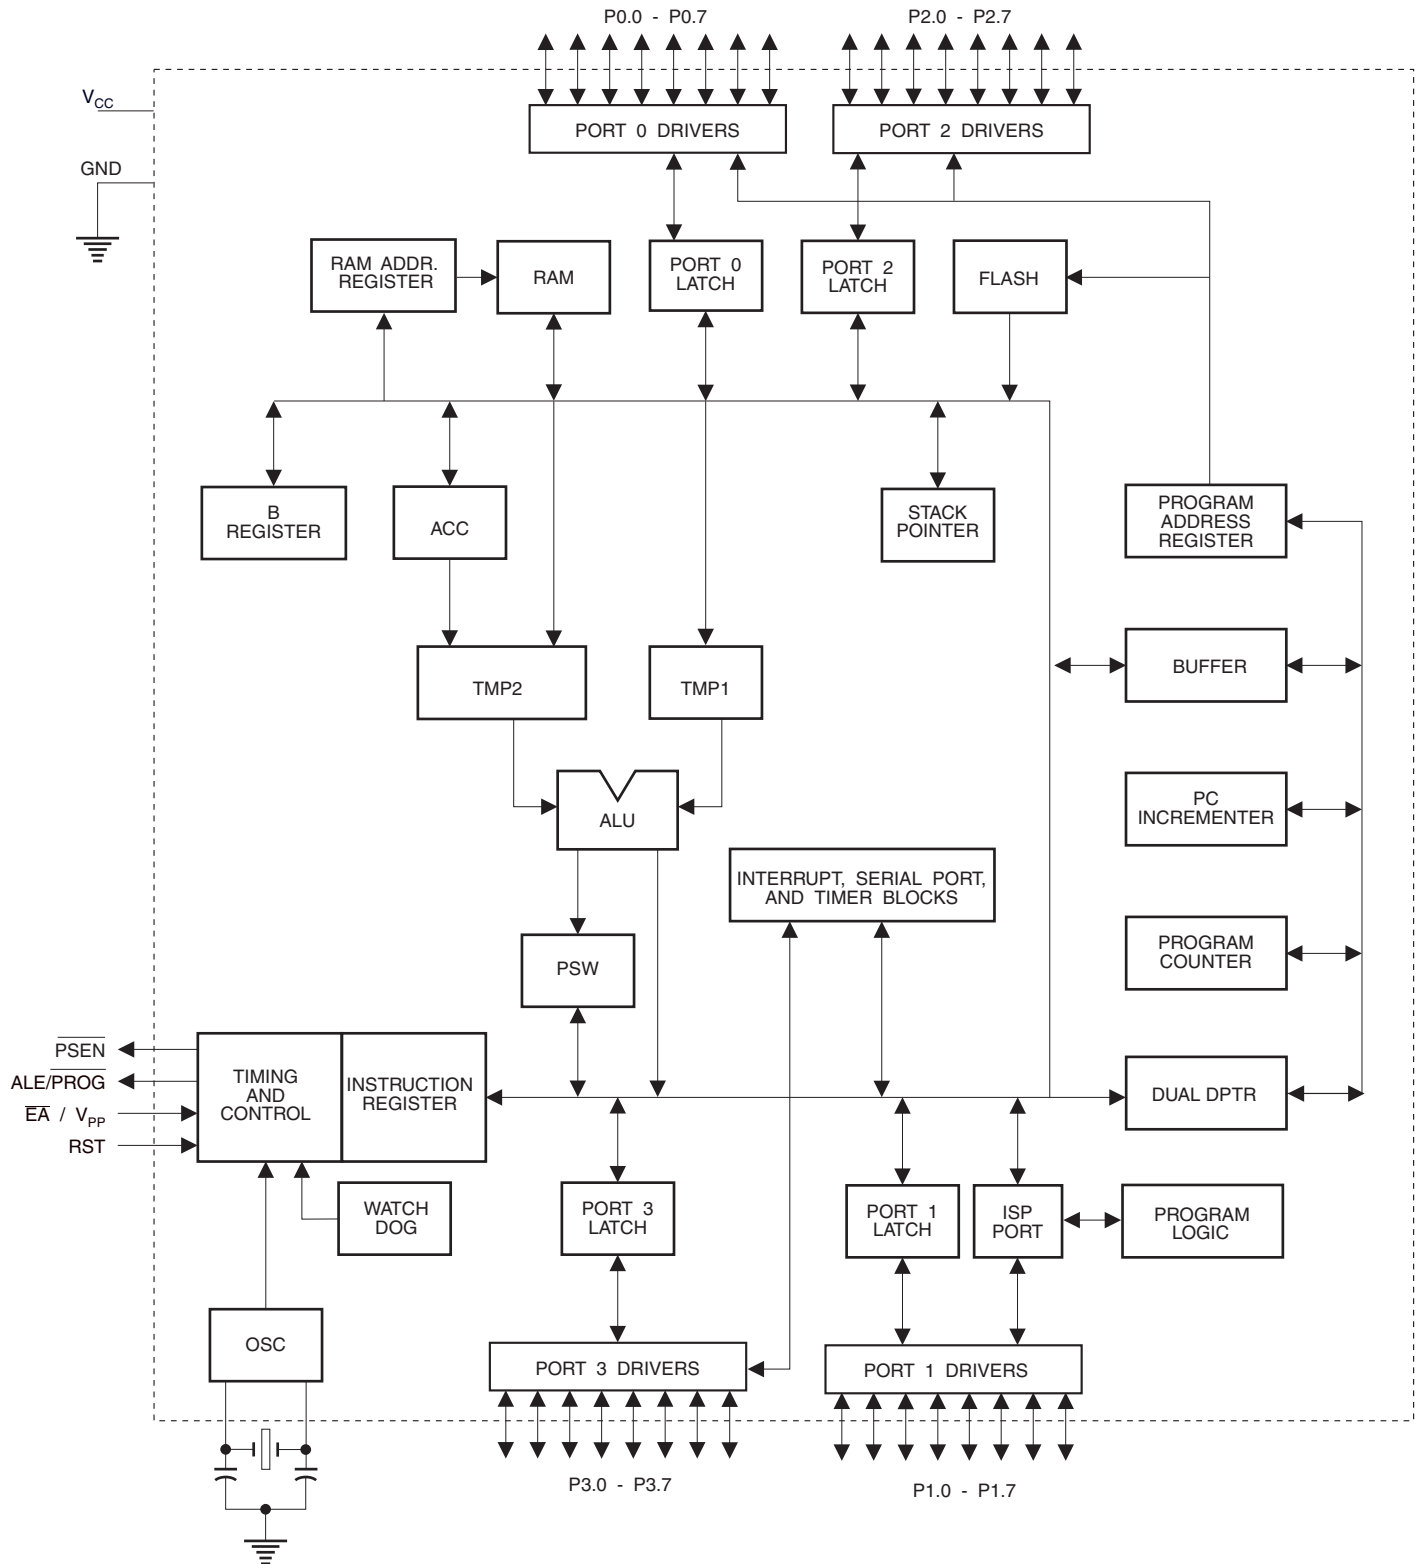 P0.0 - P0.7
P2.0 - P2.7
VCC
PORT 0 DRIVERS
PORT 2 DRIVERS
GND
RAM ADDR.
REGISTER
RAM
PORT 0
LATCH
PORT 2
LATCH
FLASH
B
REGISTER
ACC
STACK
POINTER
PROGRAM
ADDRESS
REGISTER
TMP2
TMP1
BUFFER
ALU
PC
INCREMENTER
INTERRUPT, SERIAL PORT,
AND TIMER BLOCKS
PSW
PROGRAM
COUNTER
PSEN
ALE/PROG
EA / VPP
RST
TIMING
AND
CONTROL
INSTRUCTION
REGISTER
DUAL DPTR
WATCH
DOG
PORT 3
LATCH
PORT 1
LATCH
ISP
PORT
PROGRAM
LOGIC
OSC
PORT 3 DRIVERS
PORT 1 DRIVERS
P3.0 - P3.7
P1.0 - P1.7